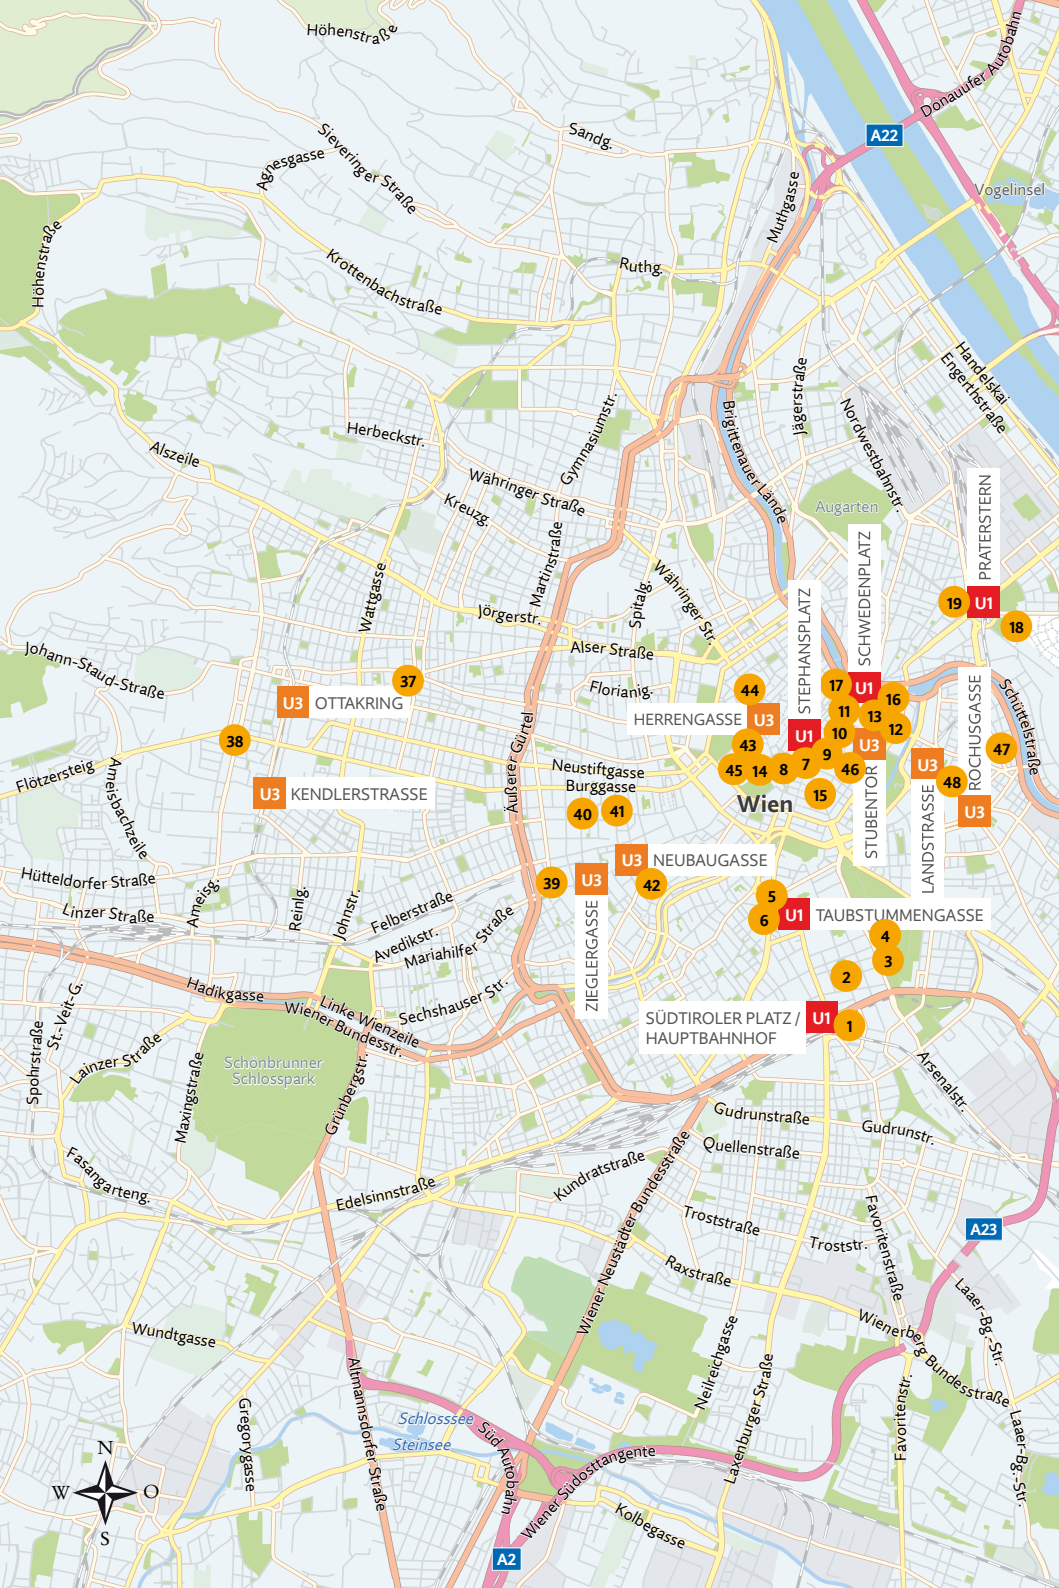 Höhenstraße
Donauufer Autobahn
A22
Sandg.
Sieveringer Straße
Agnesgasse
Vogelinsel
Muthgasse
Höhenstraße
Krottenbachstraße
Ruthg.
Handelskai
Engerthstraße
Jägerstraße
Nordwestbahnstr.
Brigittenauer Lände
Gymnasiumstr.
Herbeckstr.
Alszeile
Währinger Straße
Kreuzg.
Augarten
PRATERSTERN
SCHWEDENPLATZ
Martinstraße
Wattgasse
Währinger Str.
Spitalg.
STEPHANSPLATZ
19
U1
18
Jörgerstr.
Alser Straße
Johann-Staud-Straße
37
Florianig.
44
17
U1
16
ROCHUSGASSE
Schüttelstraße
U3
OTTAKRING
HERRENGASSE
U3
11
13
12
38
43
U1
10
U3
47
Äußerer Gürtel
Flötzersteig
Ameisbachzeile
Neustiftgasse
Burggasse
45
14
8
7
9
46
U3
48
U3
KENDLERSTRASSE
Wien
15
STUBENTOR
LANDSTRASSE
U3
40
41
U3
NEUBAUGASSE
Hütteldorfer Straße
Linzer Straße
Ameisg.
Reinlg.
Johnstr.
Felberstraße
Avedikstr.
Mariahilfer Straße
39
U3
42
ZIEGLERGASSE
5
6
U1
TAUBSTUMMENGASSE
4
3
2
Hadikgasse
Linke Wienzeile
Wiener Bundesstr.
Sechshauser Str.
SÜDTIROLER PLATZ /
HAUPTBAHNHOF
U1
1
St.-Veit-G.
Spohrstraße
Lainzer Straße
Maxingstraße
Schönbrunner
Schlosspark
Grünbergstr.
Arsenalstr.
Gudrunstraße
Gudrunstr.
Quellenstraße
Fasangarteng.
Edelsinnstraße
Kundratstraße
Wiener Neustädter Bundesstraße
Troststraße
Troststr.
Favoritenstraße
A23
Raxstraße
Laaer-Bg.-Str.
Wundtgasse
Wienerberg Bundesstraße
Neilreichgasse
Laxenburger Straße
Altmannsdorfer Straße
Gregorygasse
Schlosssee
Steinsee
Süd Autobahn
Wiener Südosttangente
Favoritenstr.
Laaer-Bg.-Str.
Kolbegasse
A2
N
W
O
S